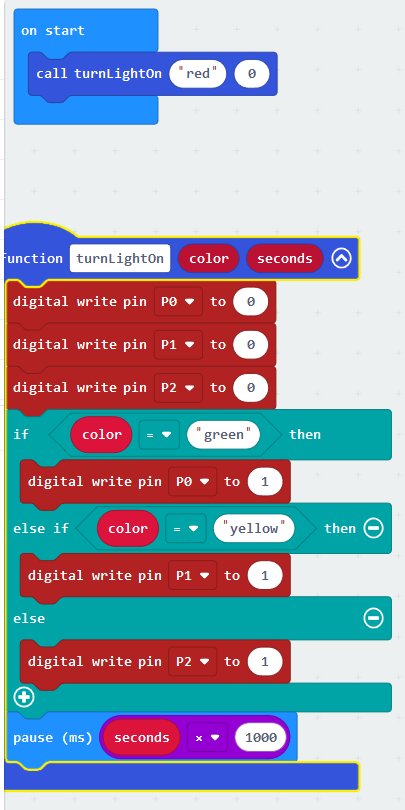 on start
call turnLightOn "red" 0
function turnLightOn color seconds
digital write pin P0 to 0
digital write pin P1 to 0
digital write pin P2 to 0
if color = "green" then
digital write pin P0 to 1
else if color = "yellow" then
digital write pin P1 to 1
else
digital write pin P2 to 1
pause (ms) seconds × 1000